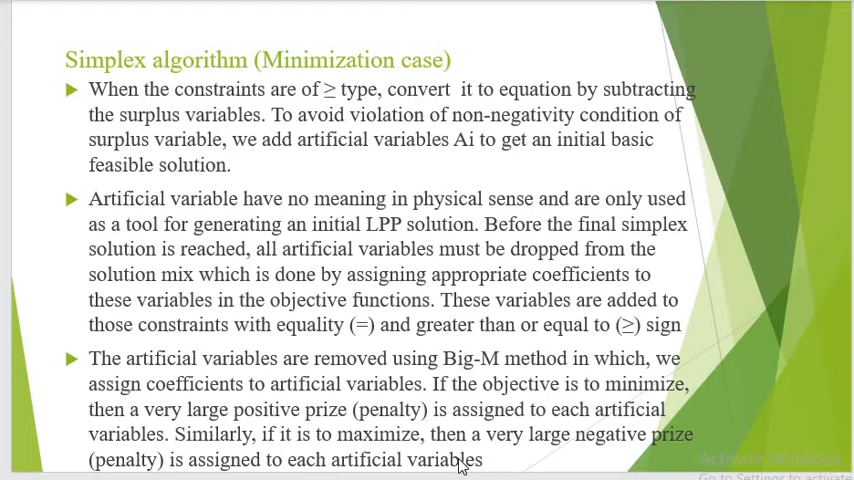 Simplex algorithm (Minimization case)
When the constraints are of ≥ type, convert it to equation by subtracting
the surplus variables. To avoid violation of non-negativity condition of
surplus variable, we add artificial variables Ai to get an initial basic
feasible solution.
Artificial variable have no meaning in physical sense and are only used
as a tool for generating an initial LPP solution. Before the final simplex
solution is reached, all artificial variables must be dropped from the
solution mix which is done by assigning appropriate coefficients to
these variables in the objective functions. These variables are added to
those constraints with equality (=) and greater than or equal to (≥) sign
The artificial variables are removed using Big-M method in which, we
assign coefficients to artificial variables. If the objective is to minimize,
then a very large positive prize (penalty) is assigned to each artificial
variables. Similarly, if it is to maximize, then a very large negative prize
(penalty) is assigned to each artificial variables
Activate Windows
Go to Settings to activate